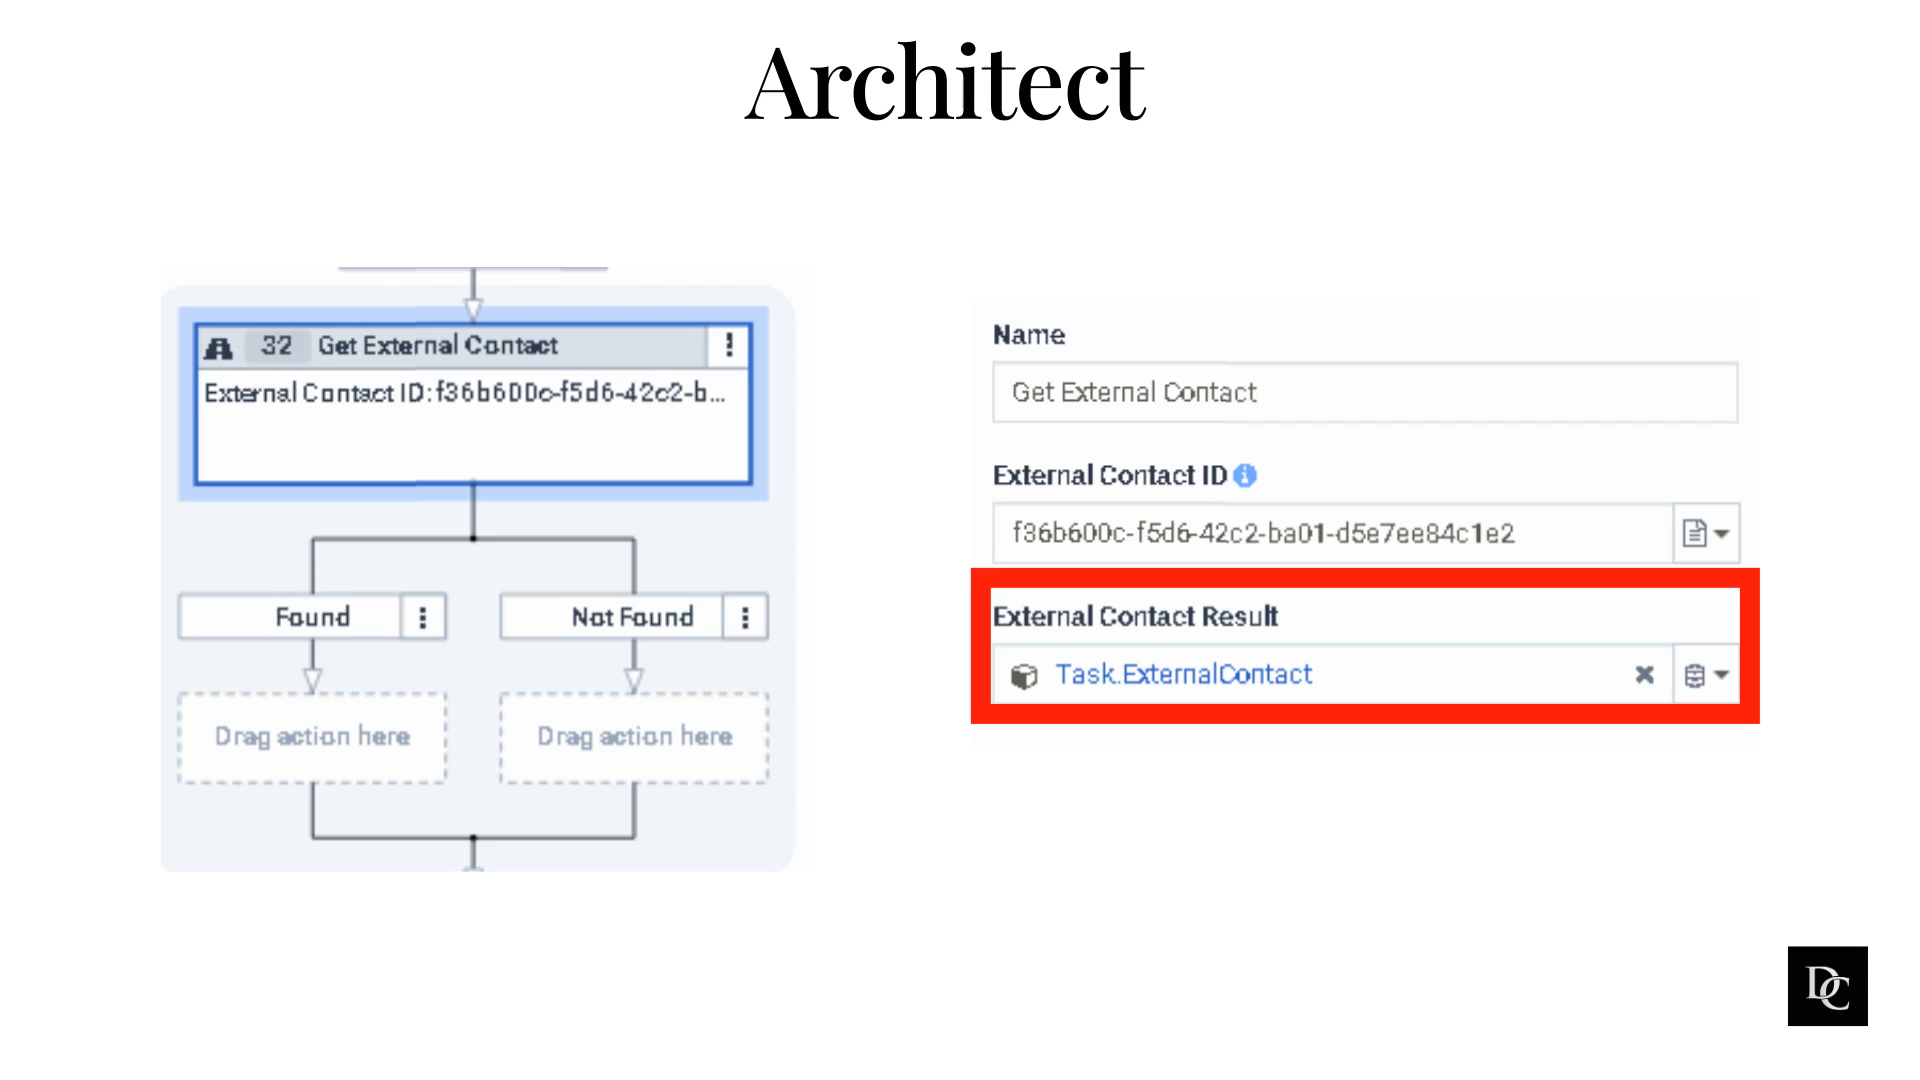 Architect
32 Get External Contact
External Contact ID:f36b600c-f5d6-42c2-b...
Found
Not Found
Drag action here
Drag action here
Name
Get External Contact
External Contact ID
f36b600c-f5d6-42c2-ba01-d5e7ee84c1e2
External Contact Result
Task.ExternalContact
DC